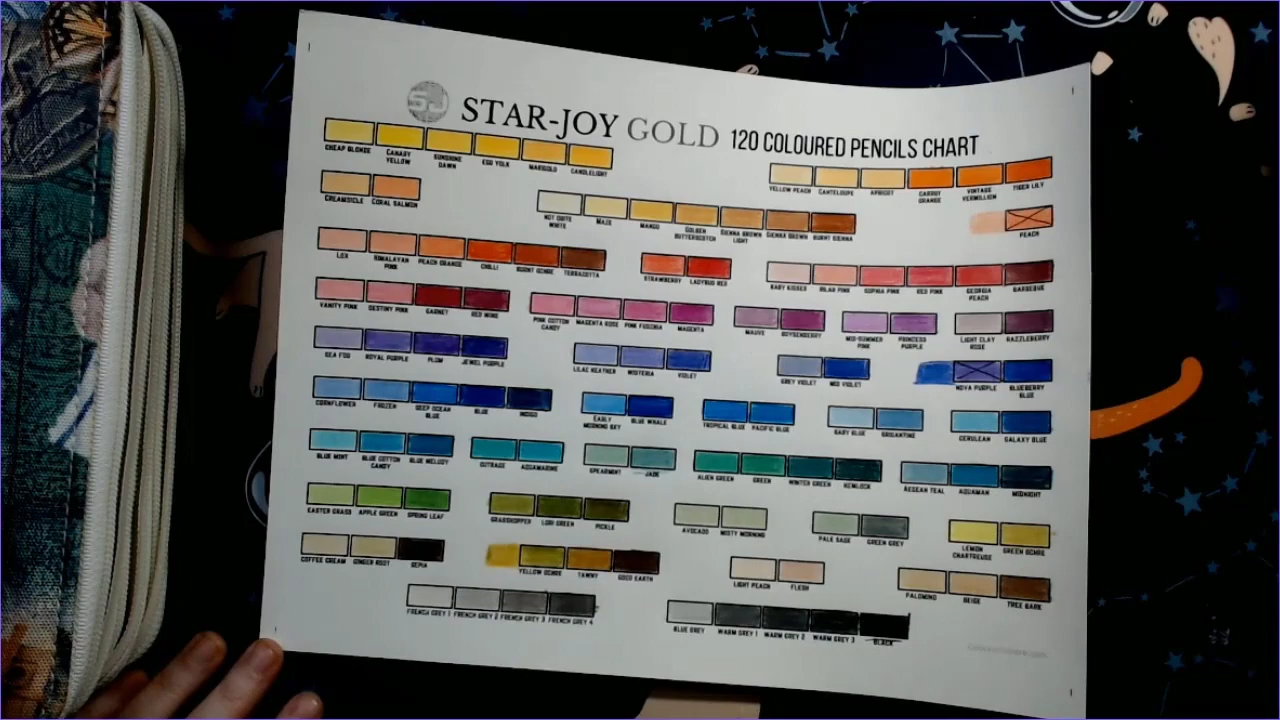 SJ STAR-JOY GOLD 120 COLOURED PENCILS CHART
CHEAP BLONDE CANARY YELLOW SUNSHINE DAWN EGG YOLK MARIGOLD CANDLELIGHT
YELLOW PEACH CANTELOUPE APRICOT CARROT ORANGE VINTAGE VERMILLION TIGER LILY
CREAMSICLE CORAL SALMON
NOT QUITE WHITE MAZE MANGO GOLDEN BUTTERSCOTCH SIENNA BROWN LIGHT SIENNA BROWN BURNT SIENNA
PEACH
LOX HIMALAYAN PINK PEACH ORANGE CHILLI BURNT OCHRE TERRACOTTA
STRAWBERRY LADYBUG RED
BABY KISSES BLAH PINK SOPHIA PINK RED PINK GEORGIA PEACH BARBEQUE
VANITY PINK DESTINY PINK GARNET RED WINE
PINK COTTON CANDY MAGENTA ROSE PINK FUSCHIA MAGENTA
MAUVE BOYSENBERRY
MID-SUMMER PINK PRINCESS PURPLE
LIGHT CLAY ROSE RAZZLEBERRY
SEA FOG ROYAL PURPLE PLUM JEWEL PURPLE
LILAC HEATHER WISTERIA VIOLET
GREY VIOLET MID VIOLET
NOVA PURPLE BLUEBERRY BLUE
CORNFLOWER FROZEN DEEP OCEAN BLUE BLUE INDIGO
EARLY MORNING SKY BLUE WHALE
TROPICAL BLUE PACIFIC BLUE
BABY BLUE BRIGANTINE
CERULEAN GALAXY BLUE
BLUE MINT BLUE COTTON CANDY BLUE MELODY
OUTRAGE AQUAMARINE
SPEARMINT JADE
ALIEN GREEN GREEN WINTER GREEN HEMLOCK
AEGEAN TEAL AQUAMAN MIDNIGHT
EASTER GRASS APPLE GREEN SPRING LEAF
GRASSHOPPER LORI GREEN PICKLE
AVOCADO MISTY MORNING
PALE SAGE GREEN GREY
LEMON CHARTREUSE GREEN OCHRE
COFFEE CREAM GINGER ROOT SEPIA
YELLOW OCHRE TAWNY GOOD EARTH
LIGHT PEACH FLESH
PALOMINO BEIGE TREE BARK
FRENCH GREY 1 FRENCH GREY 2 FRENCH GREY 3 FRENCH GREY 4
BLUE GREY WARM GREY 1 WARM GREY 2 WARM GREY 3 BLACK